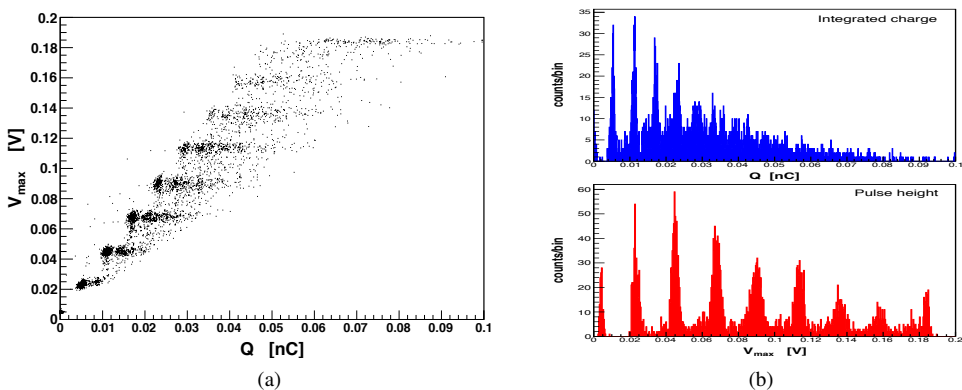 V_max [V]
0.2
0.18
0.16
0.14
0.12
0.1
0.08
0.06
0.04
0.02
0
0 0.01 0.02 0.03 0.04 0.05 0.06 0.07 0.08 0.09 0.1
Q [nC]
(a)
Integrated charge
counts/bin
35
30
25
20
15
10
5
0
0 0.01 0.02 0.03 0.04 0.05 0.06 0.07 0.08 0.09 0.1
Q [nC]
Pulse height
counts/bin
60
50
40
30
20
10
0
0 0.02 0.04 0.06 0.08 0.1 0.12 0.14 0.16 0.18 0.2
V_max [V]
(b)